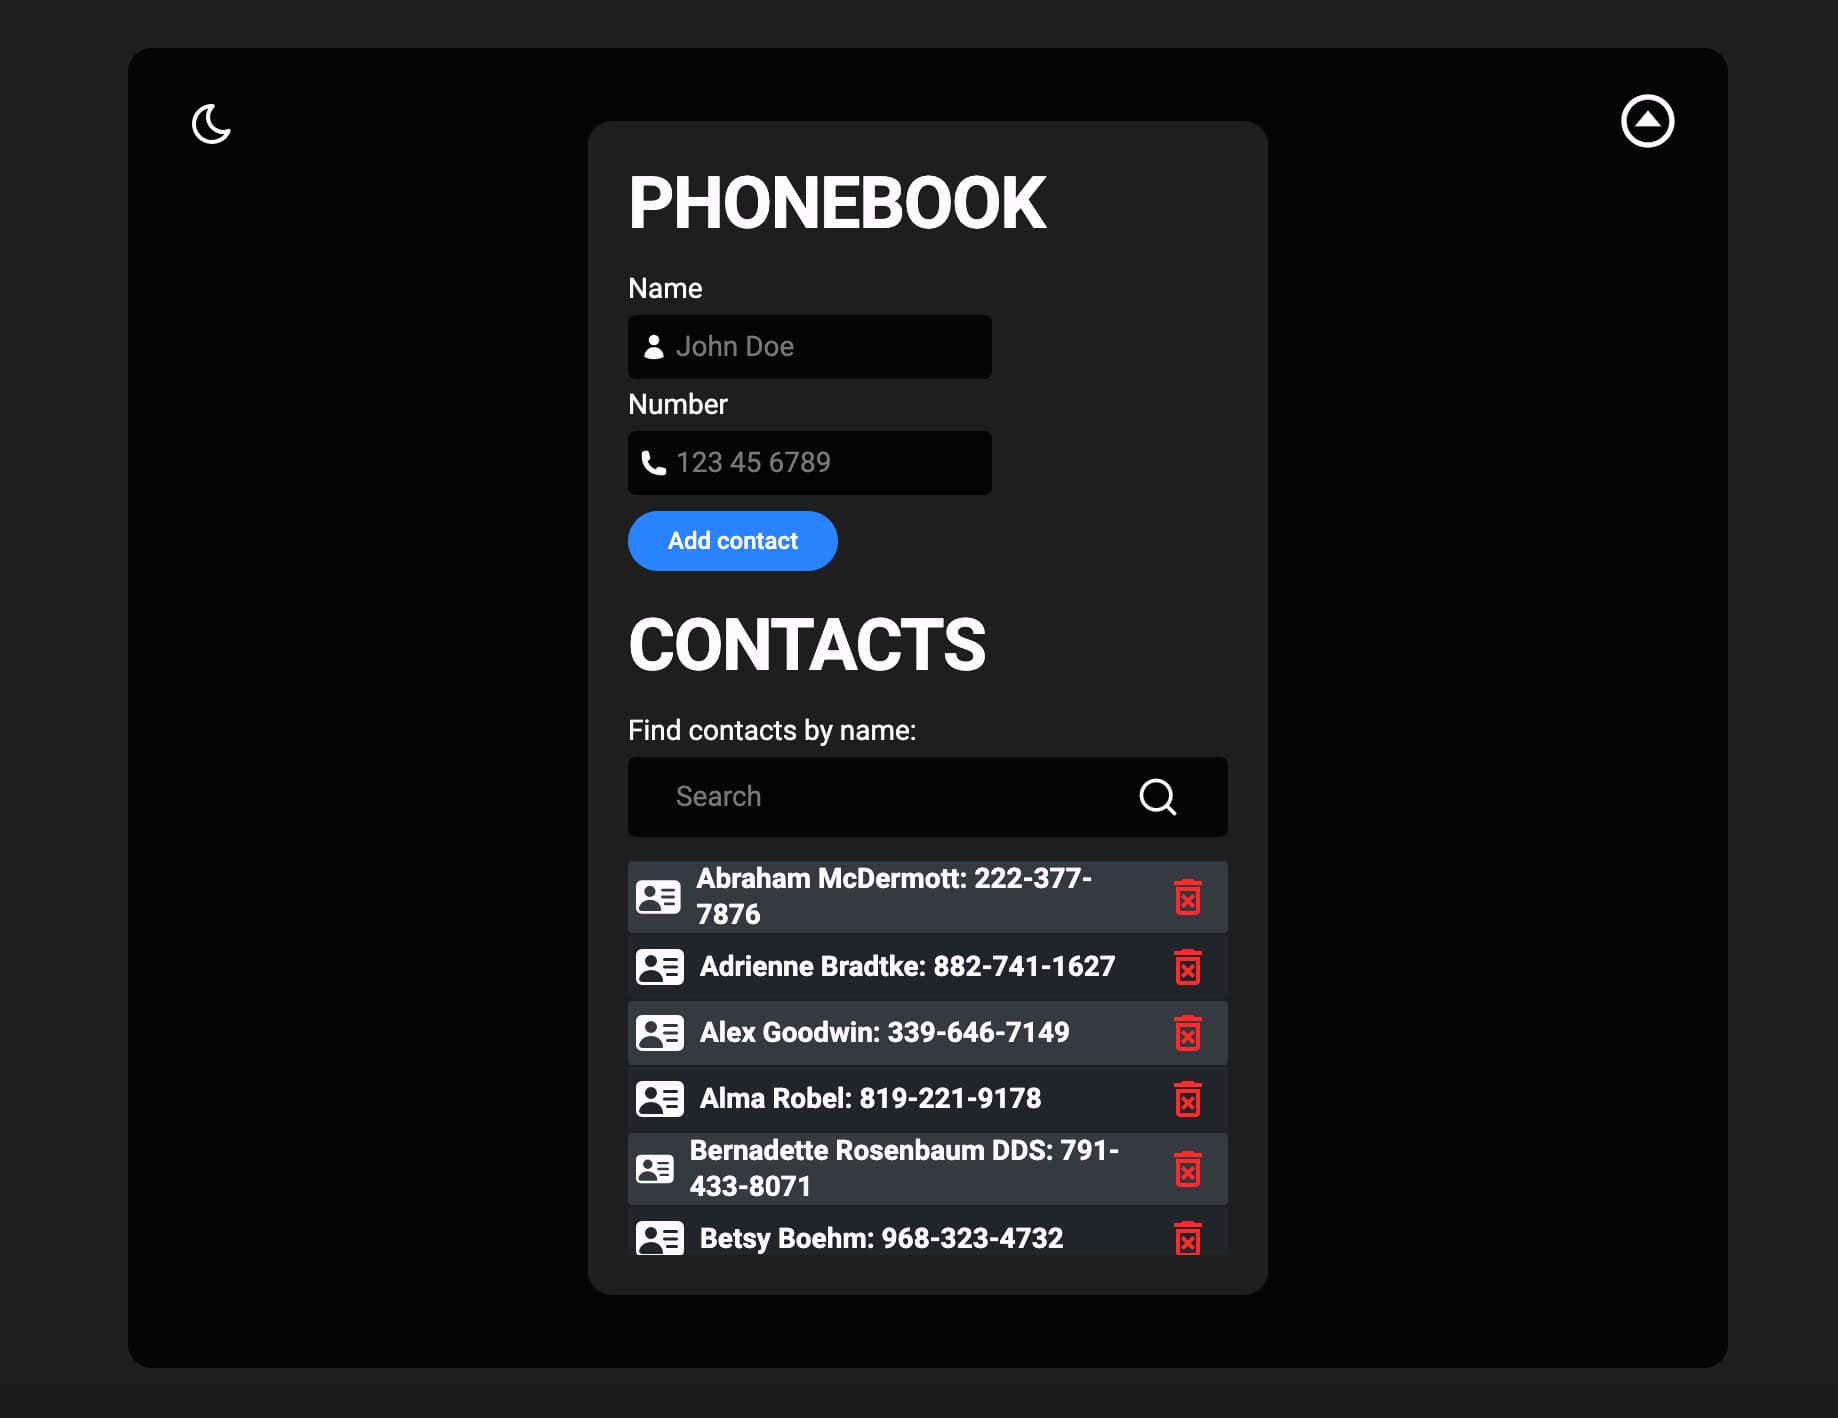 PHONEBOOK
Name
John Doe
Number
123 45 6789
Add contact
CONTACTS
Find contacts by name:
Search
Abraham McDermott: 222-377-
7876
Adrienne Bradtke: 882-741-1627
Alex Goodwin: 339-646-7149
Alma Robel: 819-221-9178
Bernadette Rosenbaum DDS: 791-
433-8071
Betsy Boehm: 968-323-4732